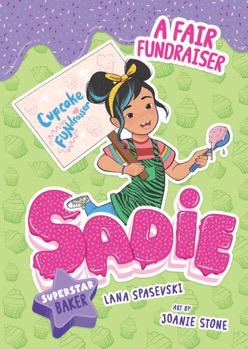 A FAIR
FUNDRAISER
Cupcake
FUNdraiser
SADiE
SUPERSTAR
BAKER
LANA SPASEVSKI
ART BY
JOANIE STONE